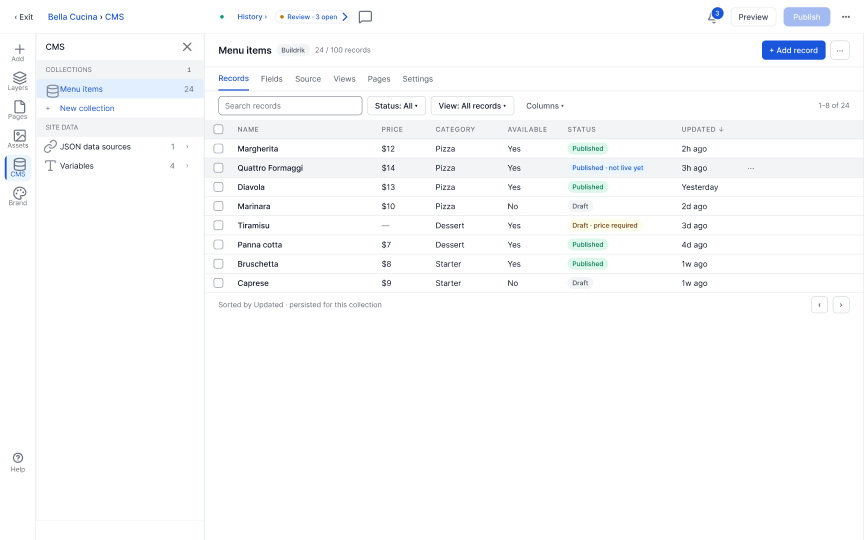 ‹ Exit
Bella Cucina › CMS
History ›
Review · 3 open
3
Preview
Publish
···
Add
Layers
Pages
Assets
CMS
Brand
Help
CMS
COLLECTIONS 1
Menu items 24
+ New collection
SITE DATA
JSON data sources 1 ›
Variables 4 ›
Menu items Buildrik 24 / 100 records
+ Add record ···
Records Fields Source Views Pages Settings
Search records Status: All ▾ View: All records ▾ Columns ▾ 1–8 of 24
NAME PRICE CATEGORY AVAILABLE STATUS UPDATED ↓
Margherita $12 Pizza Yes Published 2h ago
Quattro Formaggi $14 Pizza Yes Published · not live yet 3h ago ···
Diavola $13 Pizza Yes Published Yesterday
Marinara $10 Pizza No Draft 2d ago
Tiramisu — Dessert Yes Draft · price required 3d ago
Panna cotta $7 Dessert Yes Published 4d ago
Bruschetta $8 Starter Yes Published 1w ago
Caprese $9 Starter No Draft 1w ago
Sorted by Updated · persisted for this collection ‹ ›